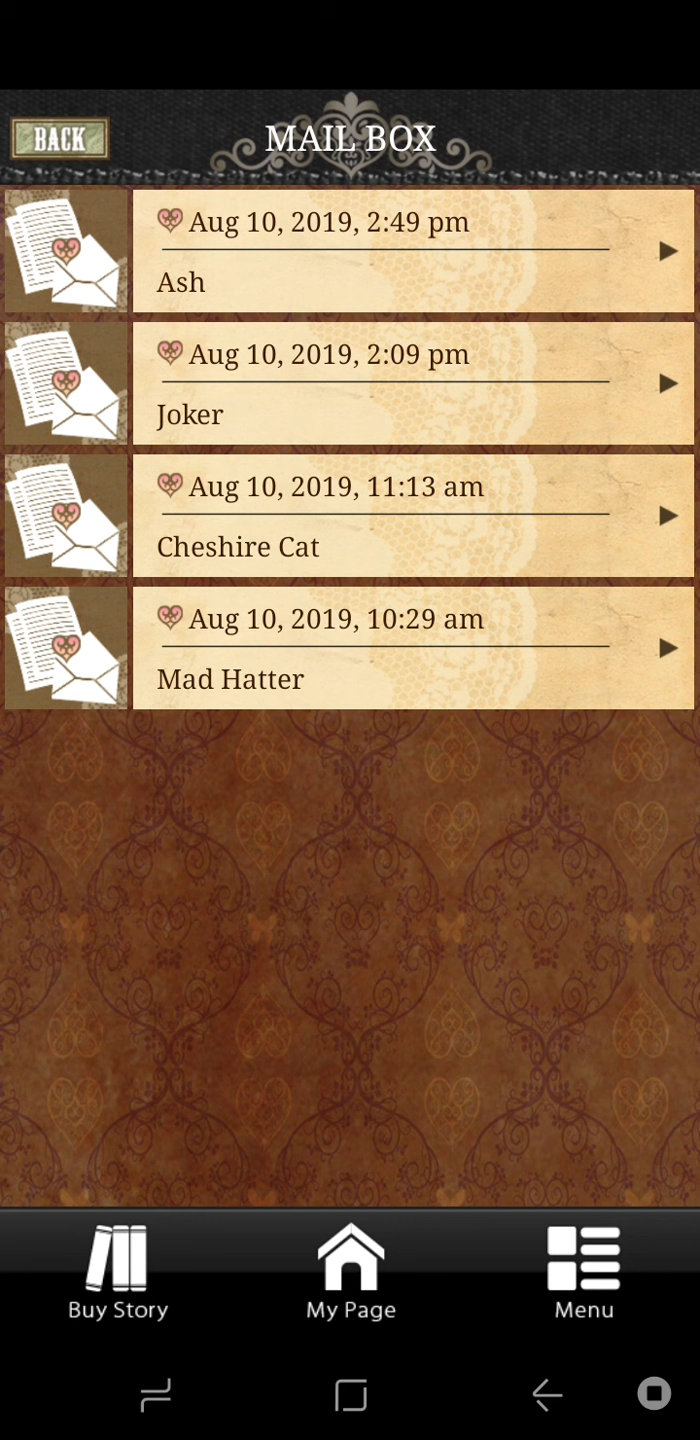 BACK
MAIL BOX
Aug 10, 2019, 2:49 pm
Ash
Aug 10, 2019, 2:09 pm
Joker
Aug 10, 2019, 11:13 am
Cheshire Cat
Aug 10, 2019, 10:29 am
Mad Hatter
Buy Story
My Page
Menu